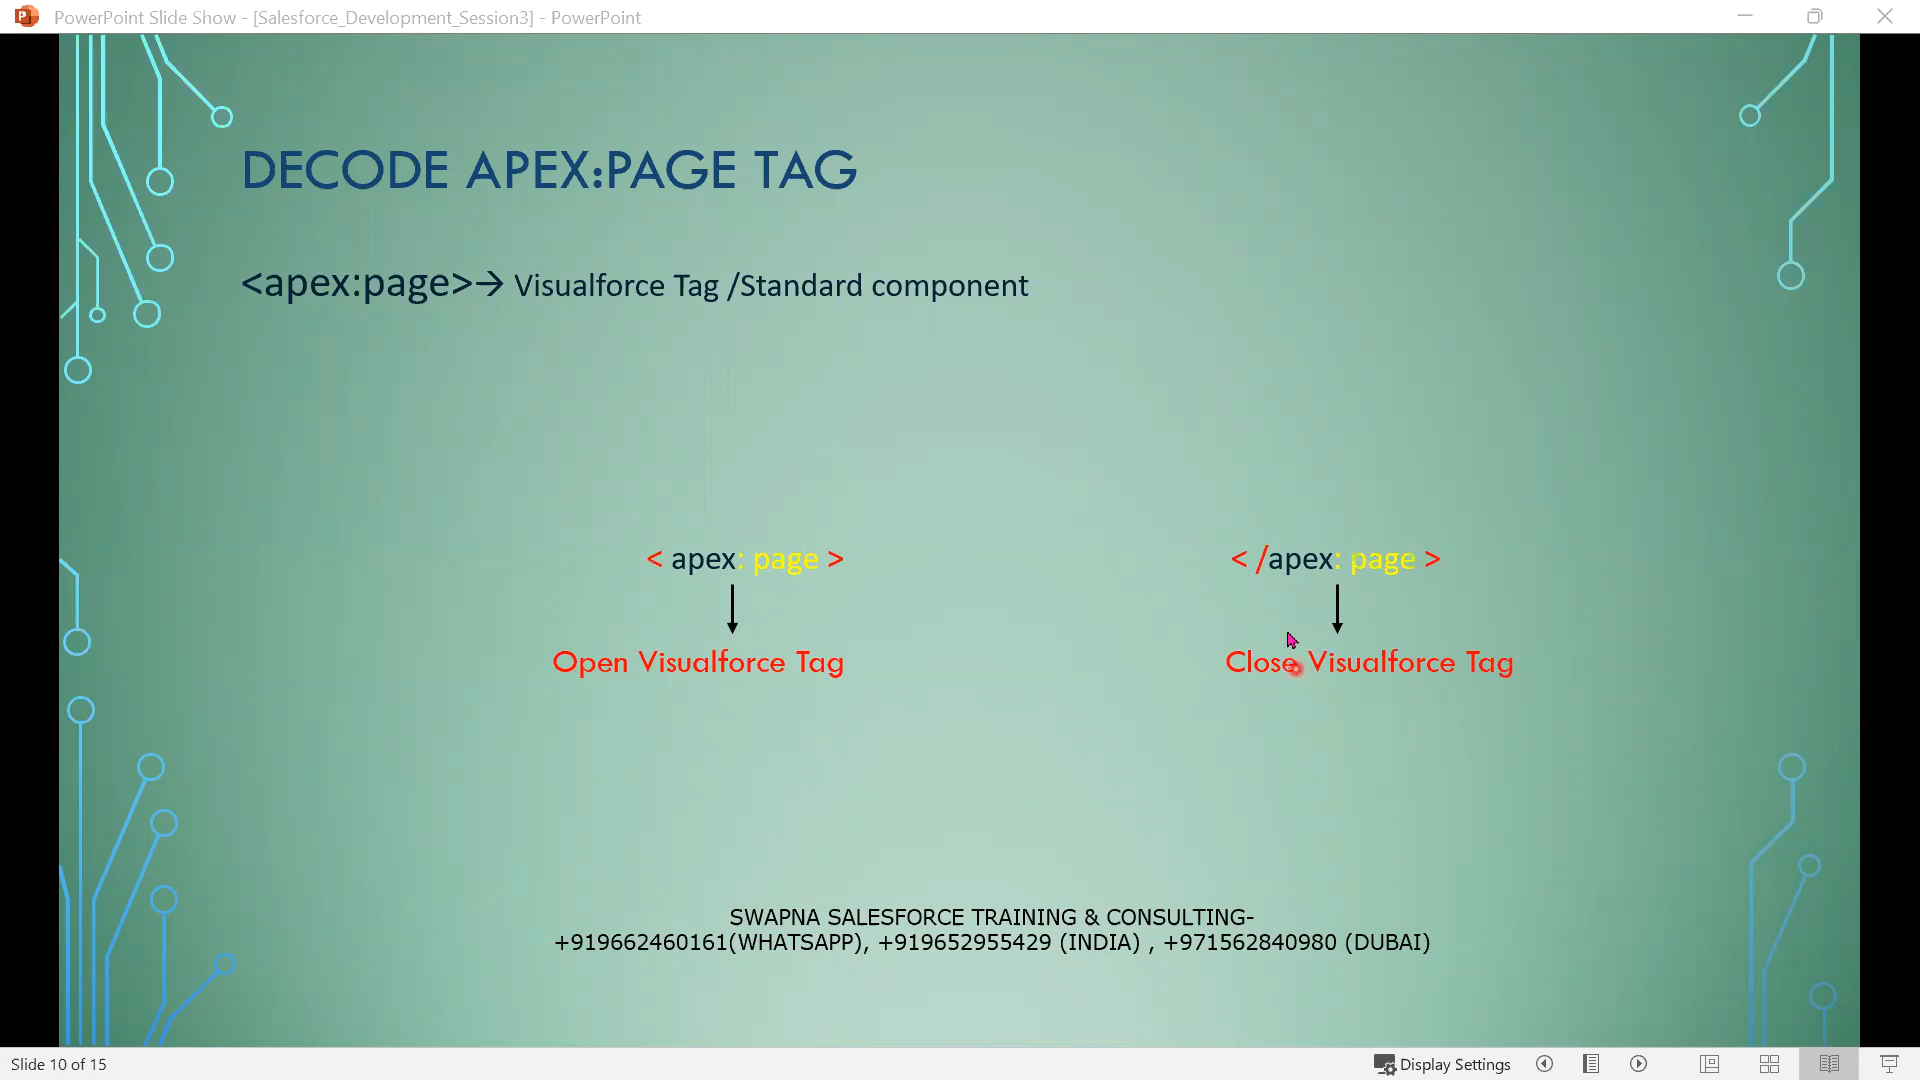 PowerPoint Slide Show - [Salesforce_Development_Session3] - PowerPoint
DECODE APEX:PAGE TAG
<apex:page>→ Visualforce Tag /Standard component
< apex: page >
< /apex: page >
Open Visualforce Tag
Close Visualforce Tag
SWAPNA SALESFORCE TRAINING & CONSULTING-
+919662460161(WHATSAPP), +919652955429 (INDIA) , +971562840980 (DUBAI)
Slide 10 of 15
Display Settings